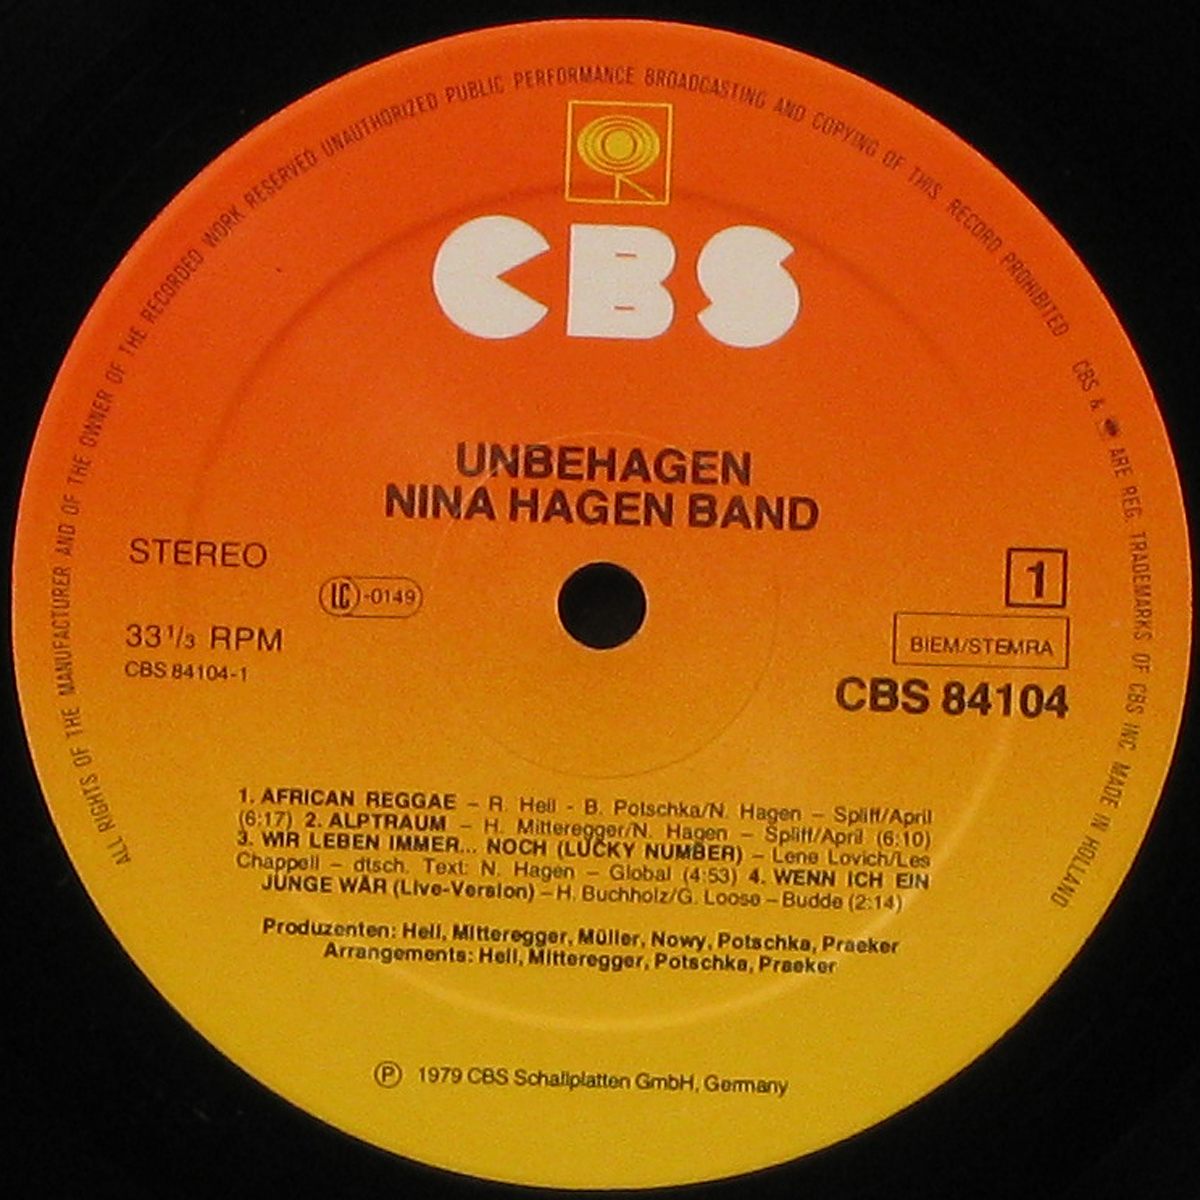 ALL RIGHTS OF THE MANUFACTURER AND OF THE OWNER OF THE RECORDED WORK RESERVED UNAUTHORIZED PUBLIC PERFORMANCE BROADCASTING AND COPYING OF THIS RECORD PROHIBITED CBS & ARE REG. TRADEMARKS OF CBS INC. MADE IN HOLLAND
CBS
UNBEHAGEN
NINA HAGEN BAND
STEREO
LC-0149
33 1/3 RPM
CBS 84104-1
1
BIEM/STEMRA
CBS 84104
1. AFRICAN REGGAE – R. Heil - B. Potschka/N. Hagen – Spliff/April
(6:17) 2. ALPTRAUM – H. Mitteregger/N. Hagen – Spliff/April (6:10)
3. WIR LEBEN IMMER... NOCH (LUCKY NUMBER) – Lene Lovich/Les
Chappell – dtsch. Text: N. Hagen – Global (4:53) 4. WENN ICH EIN
JUNGE WÄR (Live-Version) – H. Buchholz/G. Loose – Budde (2:14)
Produzenten: Heil, Mitteregger, Müller, Nowy, Potschka, Praeker
Arrangements: Heil, Mitteregger, Potschka, Praeker
Ⓟ 1979 CBS Schallplatten GmbH, Germany